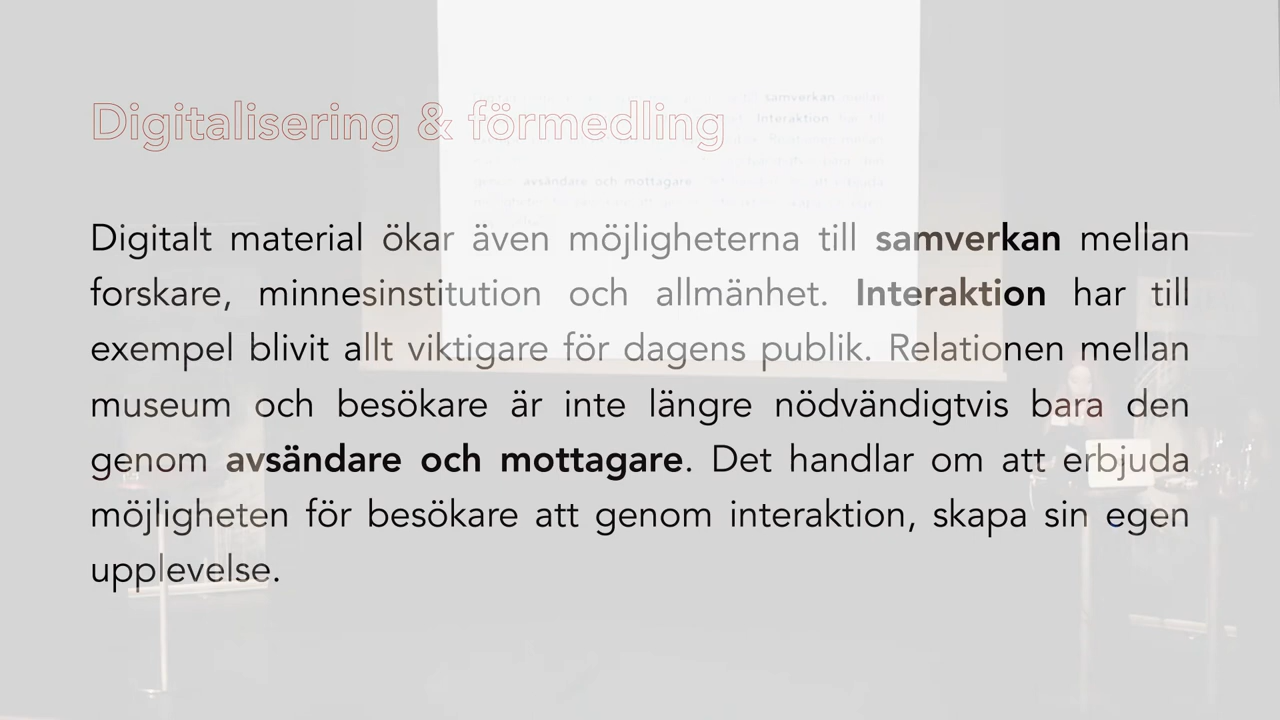 Digitalisering & förmedling
Digitalt material ökar även möjligheterna till samverkan mellan
forskare, minnesinstitution och allmänhet. Interaktion har till
exempel blivit allt viktigare för dagens publik. Relationen mellan
museum och besökare är inte längre nödvändigtvis bara den
genom avsändare och mottagare. Det handlar om att erbjuda
möjligheten för besökare att genom interaktion, skapa sin egen
upplevelse.